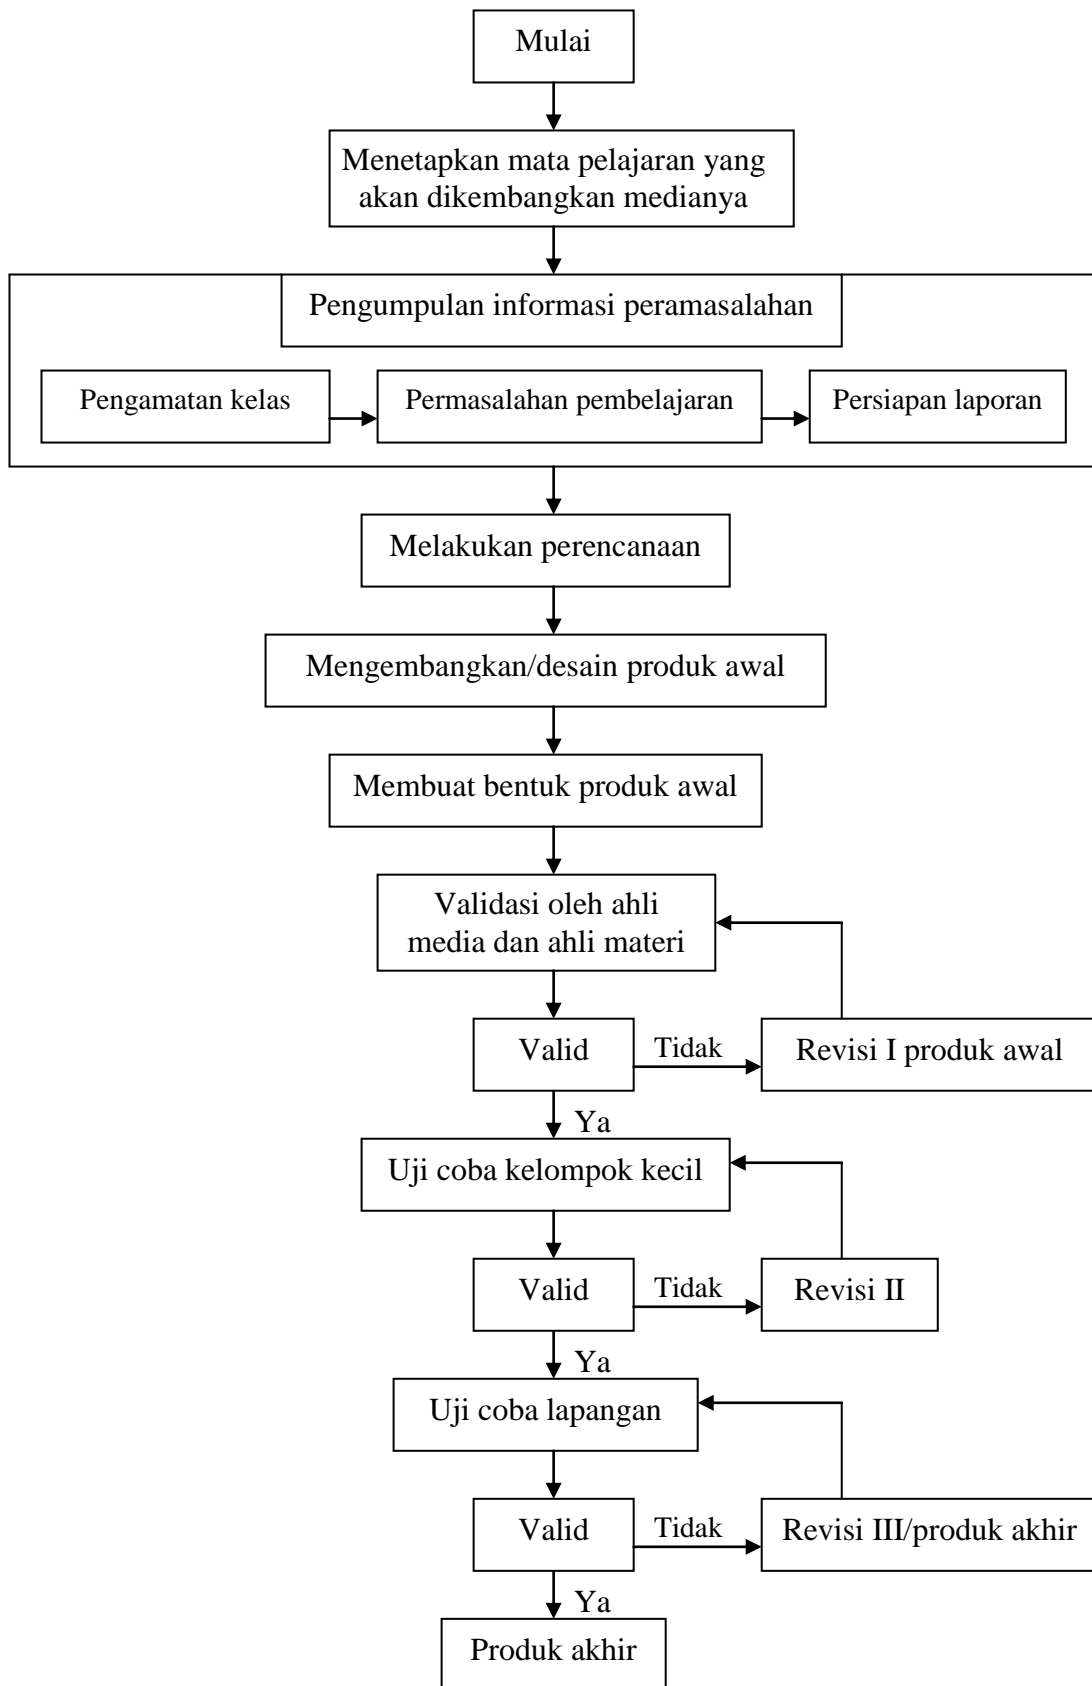 Mulai
Menetapkan mata pelajaran yang
akan dikembangkan medianya
Pengumpulan informasi peramasalahan
Pengamatan kelas
Permasalahan pembelajaran
Persiapan laporan
Melakukan perencanaan
Mengembangkan/desain produk awal
Membuat bentuk produk awal
Validasi oleh ahli
media dan ahli materi
Valid
Tidak
Revisi I produk awal
Ya
Uji coba kelompok kecil
Valid
Tidak
Revisi II
Ya
Uji coba lapangan
Valid
Tidak
Revisi III/produk akhir
Ya
Produk akhir